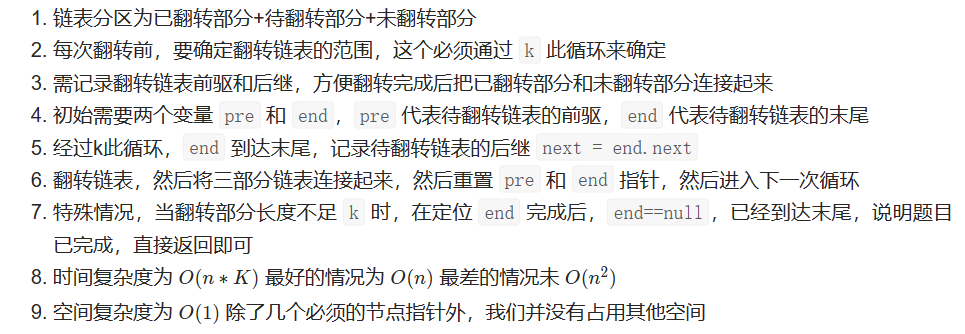 1. 链表分区为已翻转部分+待翻转部分+未翻转部分
2. 每次翻转前，要确定翻转链表的范围，这个必须通过 k 此循环来确定
3. 需记录翻转链表前驱和后继，方便翻转完成后把已翻转部分和未翻转部分连接起来
4. 初始需要两个变量 pre 和 end，pre 代表待翻转链表的前驱，end 代表待翻转链表的末尾
5. 经过k此循环，end 到达末尾，记录待翻转链表的后继 next = end.next
6. 翻转链表，然后将三部分链表连接起来，然后重置 pre 和 end 指针，然后进入下一次循环
7. 特殊情况，当翻转部分长度不足 k 时，在定位 end 完成后，end==null，已经到达末尾，说明题目
已完成，直接返回即可
8. 时间复杂度为 O(n * K) 最好的情况为 O(n) 最差的情况未 O(n²)
9. 空间复杂度为 O(1) 除了几个必须的节点指针外，我们并没有占用其他空间